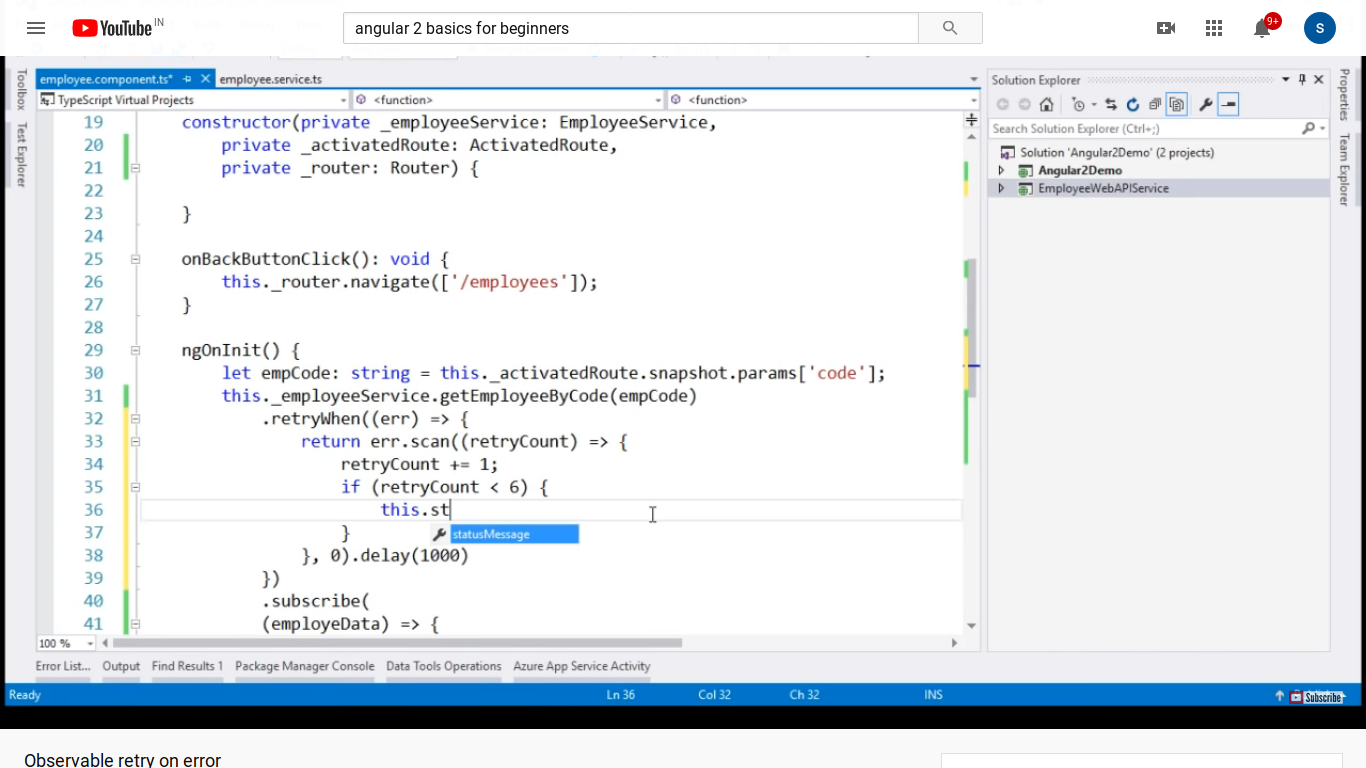 YouTube IN
angular 2 basics for beginners
9+
S
employee.component.ts*
employee.service.ts
TypeScript Virtual Projects
<function>
<function>
19 constructor(private _employeeService: EmployeeService,
20 private _activatedRoute: ActivatedRoute,
21 private _router: Router) {
22
23 }
24
25 onBackButtonClick(): void {
26 this._router.navigate(['/employees']);
27 }
28
29 ngOnInit() {
30 let empCode: string = this._activatedRoute.snapshot.params['code'];
31 this._employeeService.getEmployeeByCode(empCode)
32 .retryWhen((err) => {
33 return err.scan((retryCount) => {
34 retryCount += 1;
35 if (retryCount < 6) {
36 this.st
statusMessage
37 }
38 }, 0).delay(1000)
39 })
40 .subscribe(
41 (employeData) => {
100 %
Toolbox
Test Explorer
Solution Explorer
Search Solution Explorer (Ctrl+;)
Solution 'Angular2Demo' (2 projects)
Angular2Demo
EmployeeWebAPIService
Properties
Team Explorer
Error List... Output Find Results 1 Package Manager Console Data Tools Operations Azure App Service Activity
Ready Ln 36 Col 32 Ch 32 INS
Subscribe
Observable retry on error